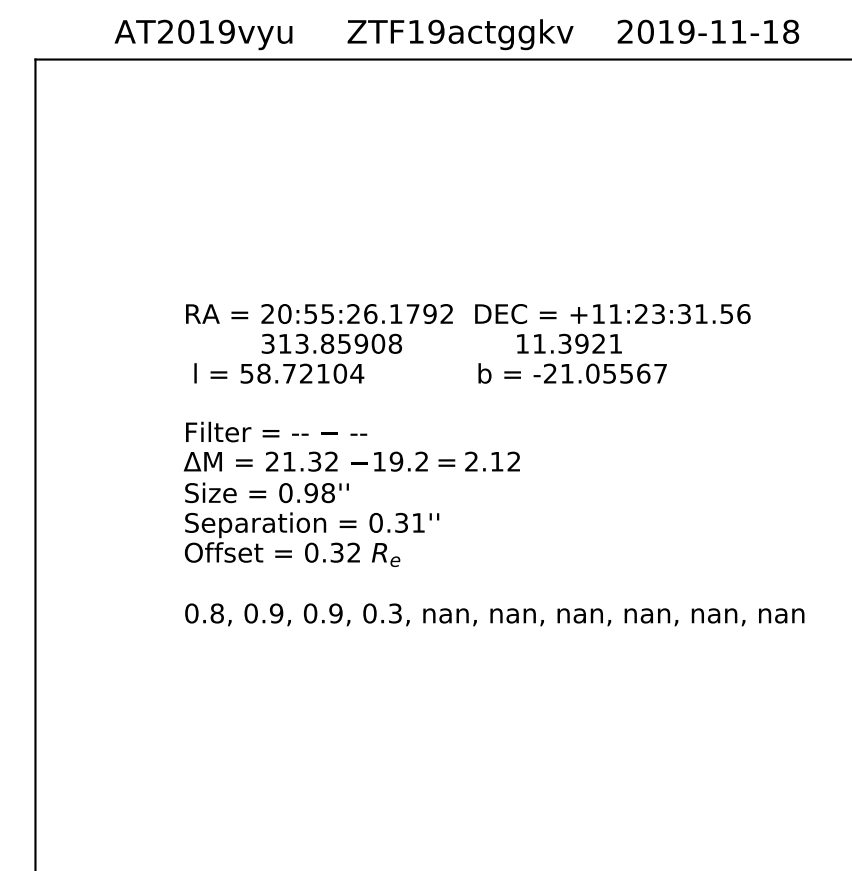 AT2019vyu ZTF19actggkv 2019-11-18
RA = 20:55:26.1792 DEC = +11:23:31.56
313.85908 11.3921
l = 58.72104 b = -21.05567
Filter = -- − --
ΔM = 21.32 −19.2 = 2.12
Size = 0.98''
Separation = 0.31''
Offset = 0.32 Rₑ
0.8, 0.9, 0.9, 0.3, nan, nan, nan, nan, nan, nan